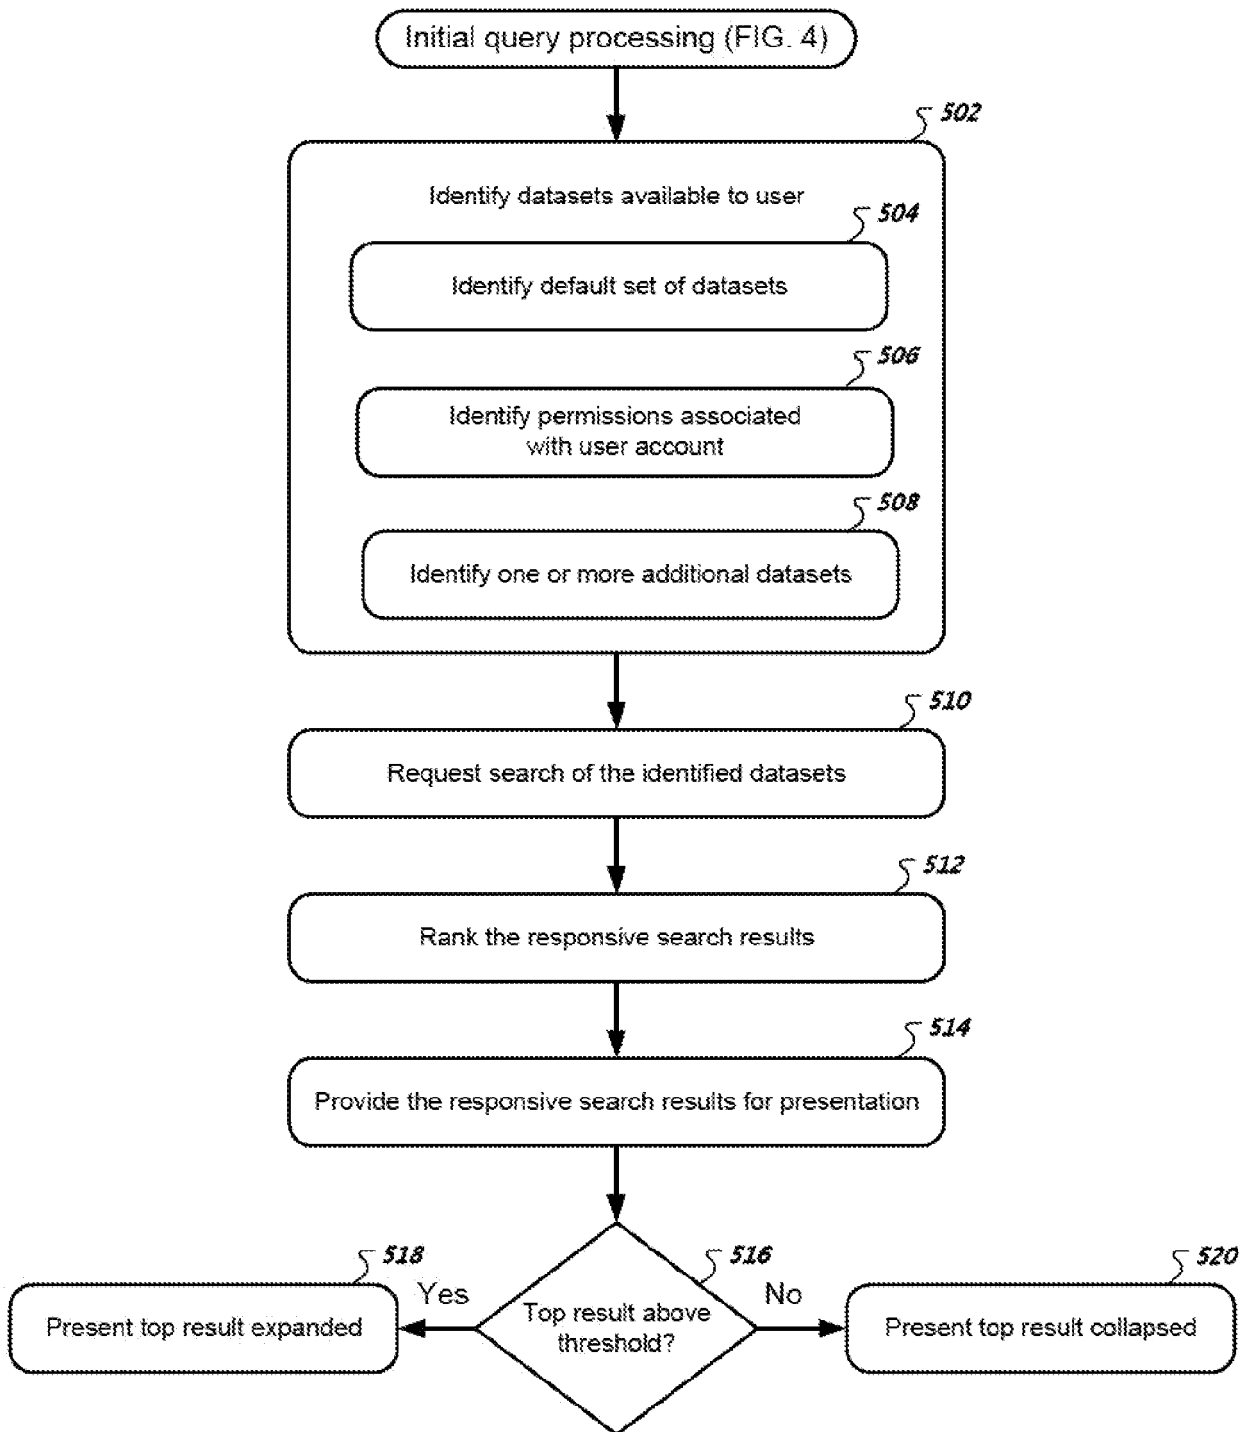 Initial query processing (FIG. 4)
502
Identify datasets available to user
504
Identify default set of datasets
506
Identify permissions associated
with user account
508
Identify one or more additional datasets
510
Request search of the identified datasets
512
Rank the responsive search results
514
Provide the responsive search results for presentation
518
516
520
Yes
No
Present top result expanded
Top result above
threshold?
Present top result collapsed